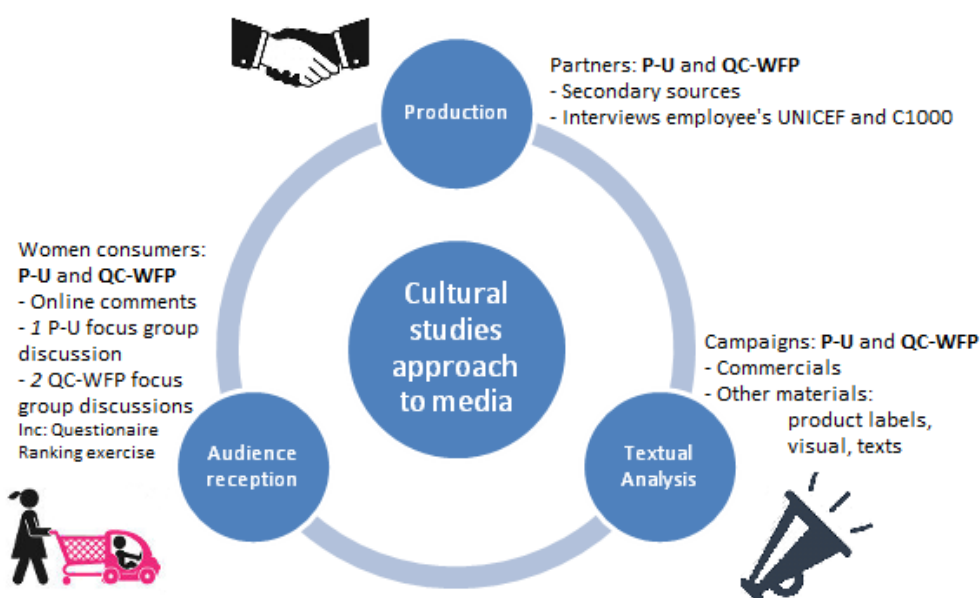 Production
Partners: P-U and QC-WFP
- Secondary sources
- Interviews employee's UNICEF and C1000
Women consumers:
P-U and QC-WFP
- Online comments
- 1 P-U focus group
discussion
- 2 QC-WFP focus
group discussions
Inc: Questionaire
Ranking exercise
Cultural
studies
approach
to media
Campaigns: P-U and QC-WFP
- Commercials
- Other materials:
product labels,
visual, texts
Audience
reception
Textual
Analysis